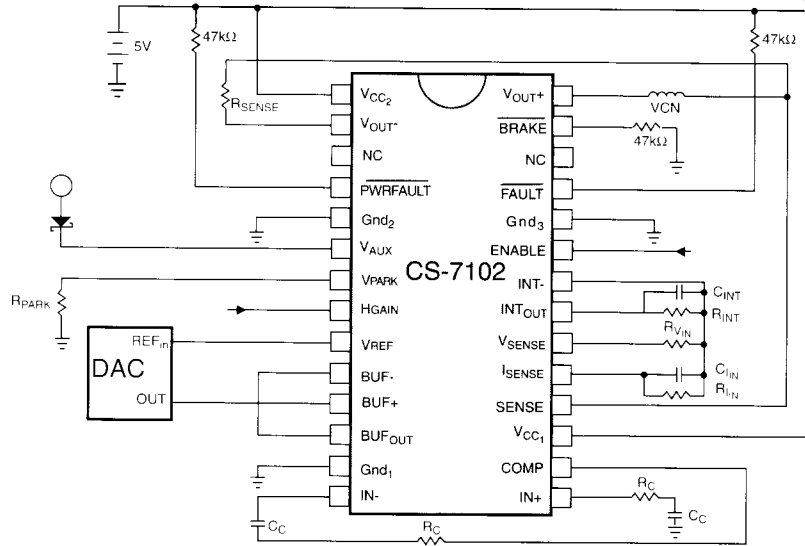 5V
47kΩ
47kΩ
R_SENSE
VCC2
VOUT-
NC
PWRFAULT
Gnd2
VAUX
VPARK
HGAIN
VREF
BUF-
BUF+
BUFOUT
Gnd1
IN-
CS-7102
VOUT+
BRAKE
NC
FAULT
Gnd3
ENABLE
INT-
INTOUT
VSENSE
ISENSE
SENSE
VCC1
COMP
IN+
VCN
47kΩ
CINT
RINT
RVIN
CIIN
RIIN
RPARK
REFin
DAC
OUT
CC
RC
RC
CC